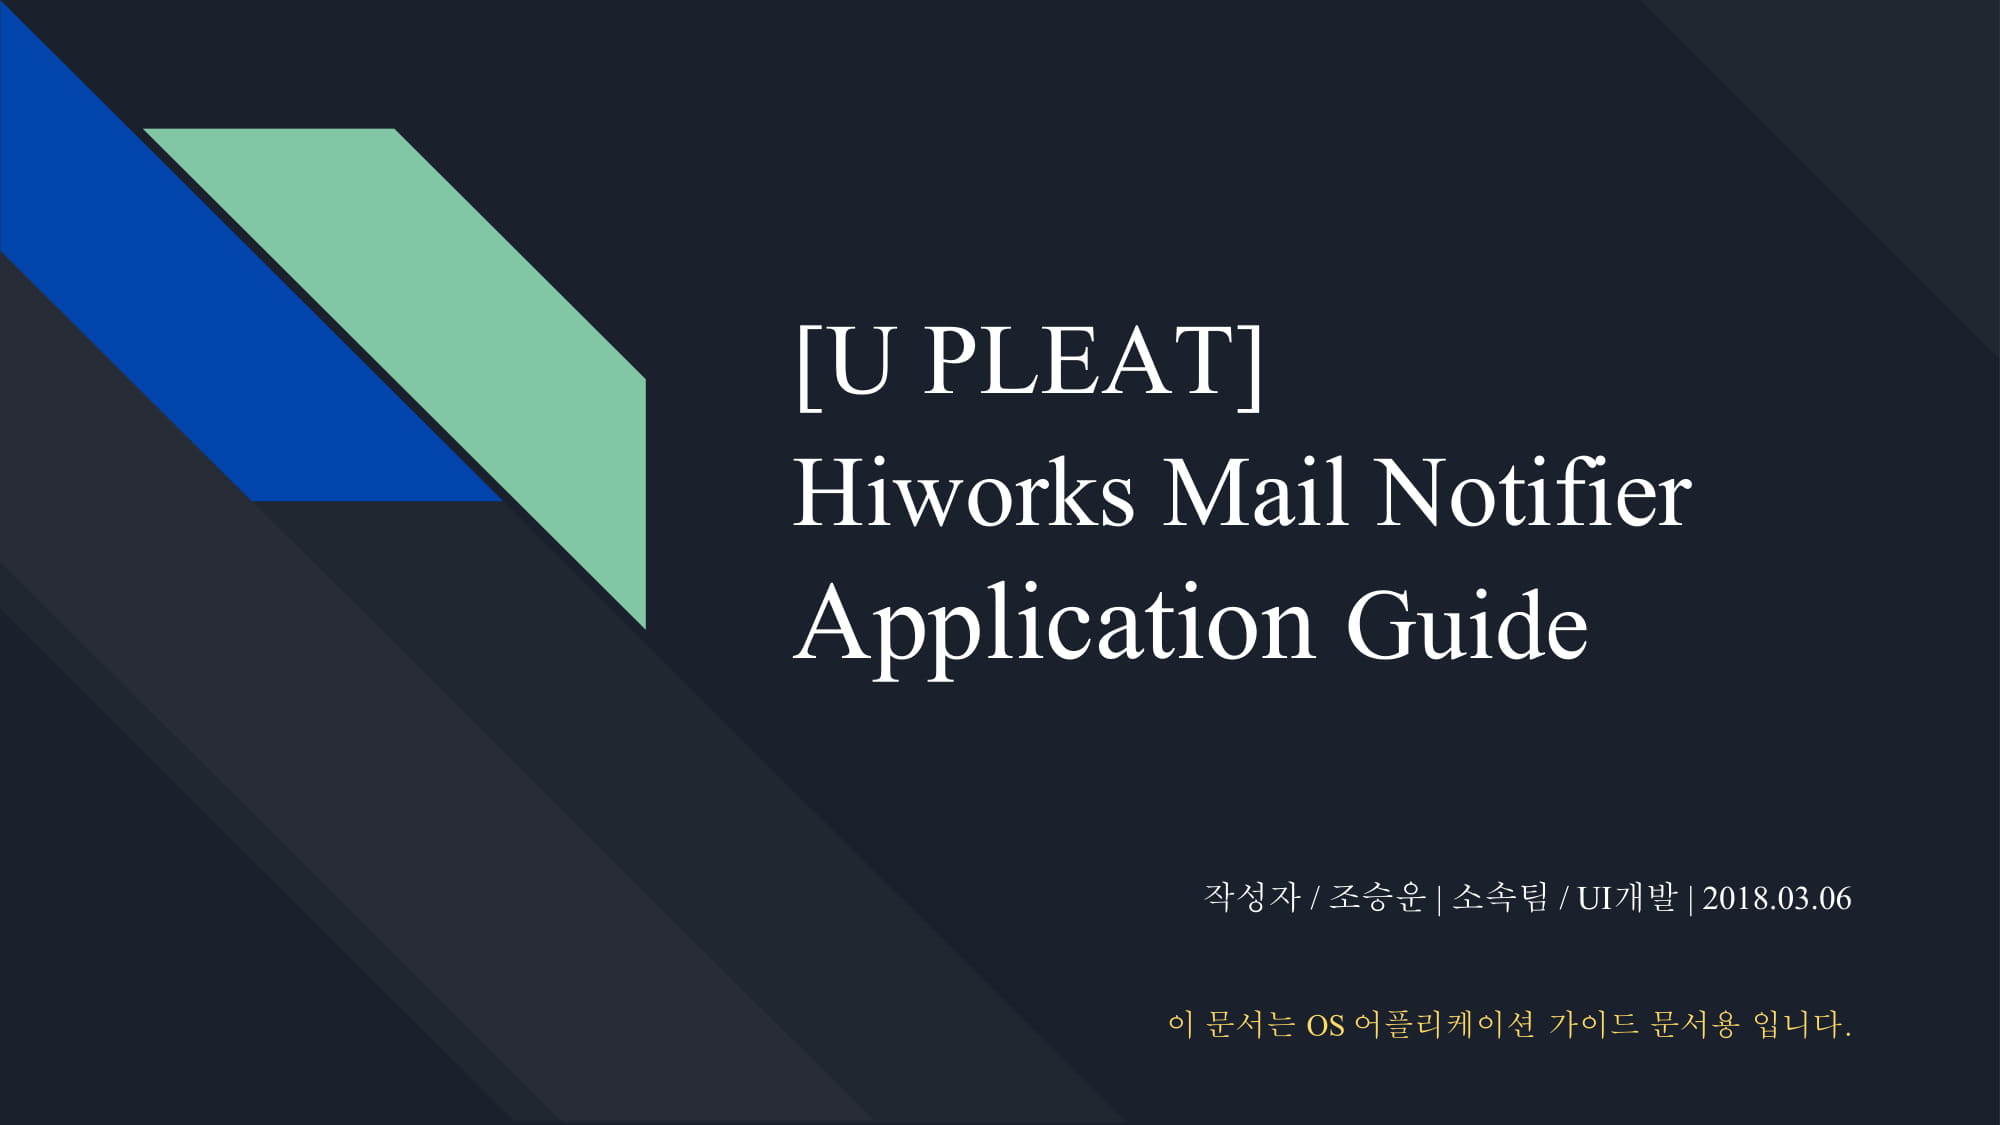 [U PLEAT]
Hiworks Mail Notifier
Application Guide
작성자 / 조승운 | 소속팀 / UI개발 | 2018.03.06
이 문서는 OS 어플리케이션 가이드 문서용 입니다.